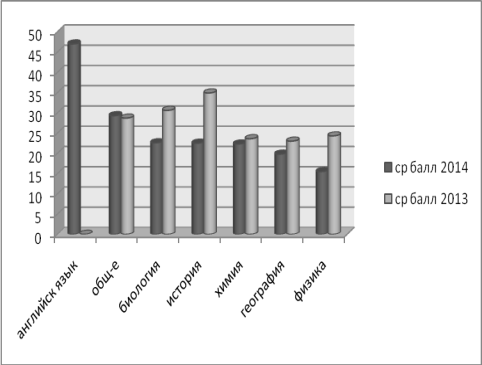 50
45
40
35
30
25
20
15
10
5
0
английск язык
общ-е
биология
история
химия
география
физика
ср балл 2014
ср балл 2013